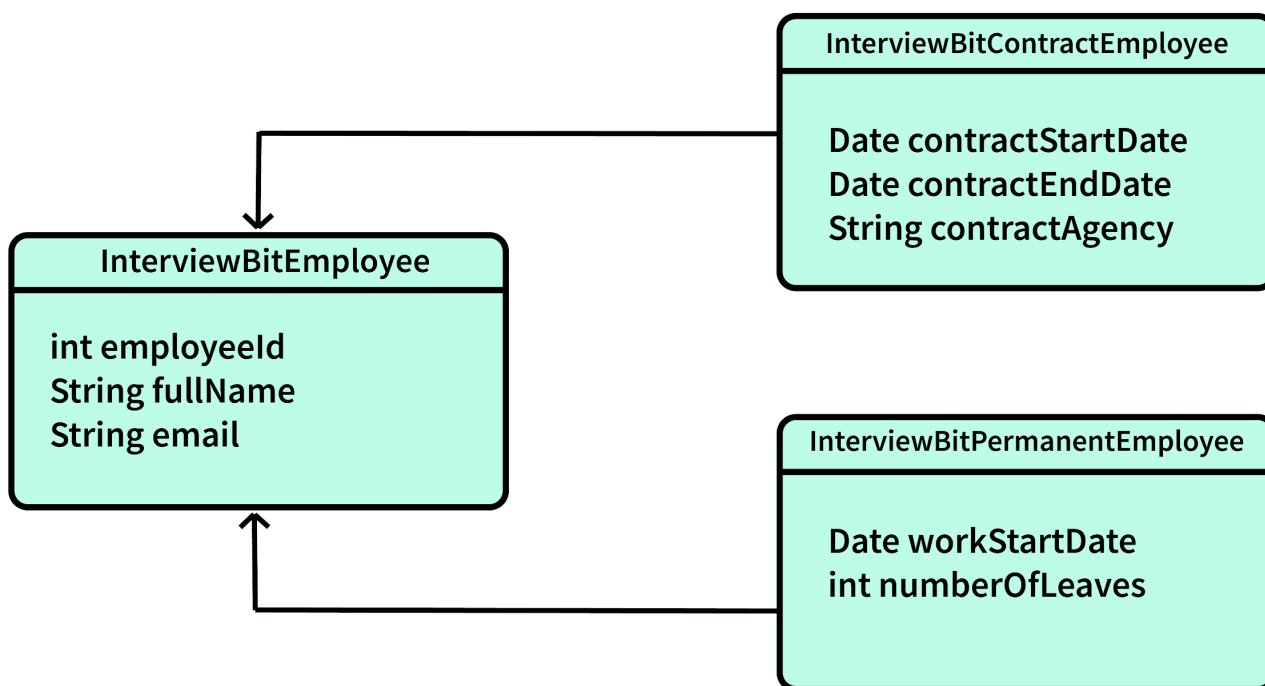 InterviewBitContractEmployee
Date contractStartDate
Date contractEndDate
String contractAgency
InterviewBitEmployee
int employeeId
String fullName
String email
InterviewBitPermanentEmployee
Date workStartDate
int numberOfLeaves